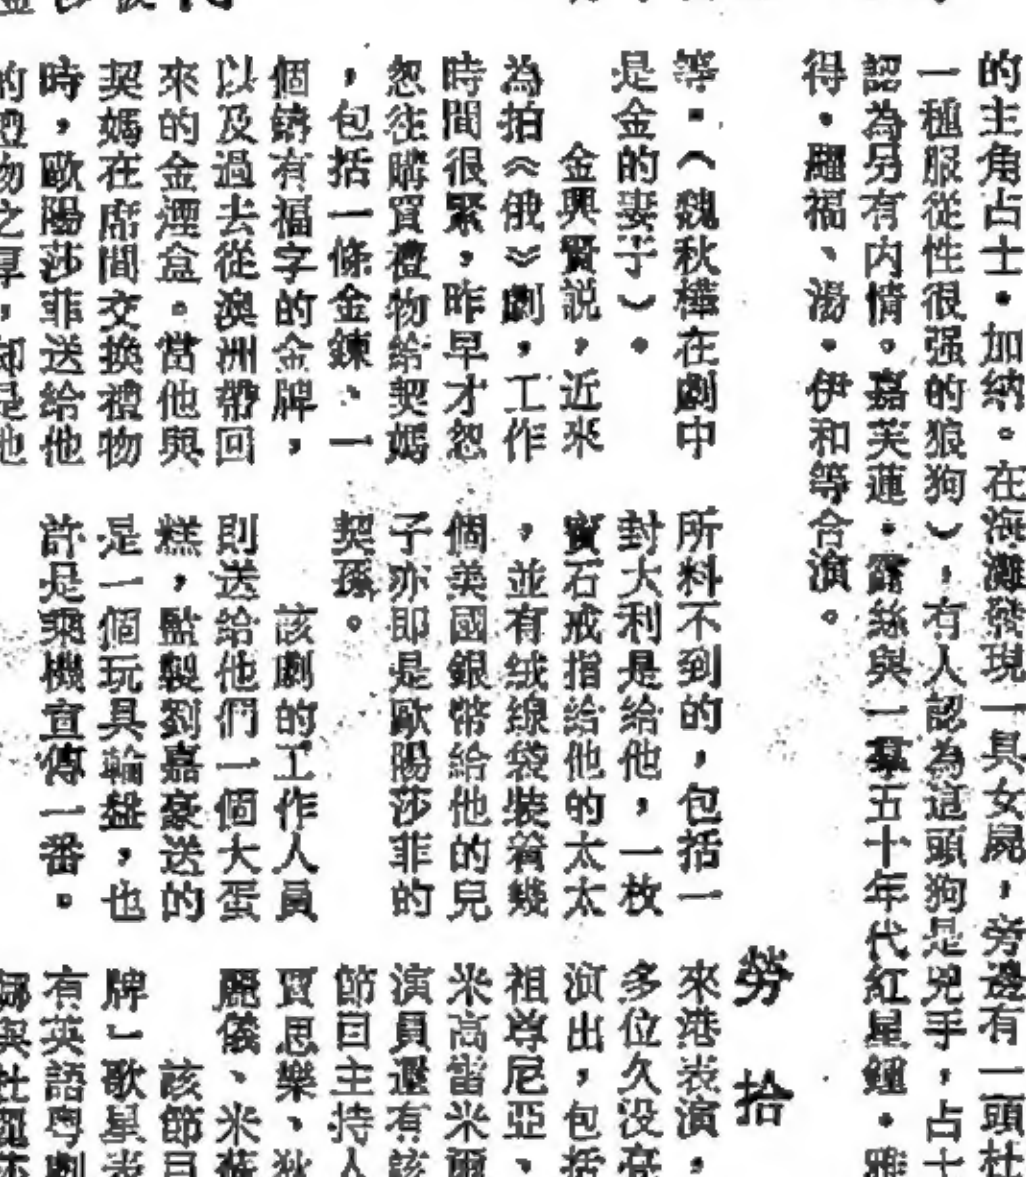 的主角占士·加納。在海灘發現一具女屍，旁邊有一頭杜
一種服從性很强的狼狗），有人認為這頭狗是兇手，占士
認為另有內情。嘉芙蓮·露絲與一羣五十年代紅星鍾·雅
得·羅福、湯·伊和等合演。
等·（魏秋樺在劇中
是金的妻子）。
金興賢説，近來
為拍《俄》劇，工作
時間很緊，昨早才怱
怱往購買禮物給契媽
，包括一條金鍊、一
個鑄有福字的金牌，
以及過去從澳洲帶回
來的金煙盒。當他與
契媽在席間交換禮物
時，歐陽莎菲送給他
的禮物之厚，却是他
所料不到的，包括一
封大利是給他，一枚
寶石戒指給他的太太
，並有絨線袋裝着幾
個美國銀幣給他的兒
子亦即是歐陽莎菲的
契孫。
該劇的工作人員
則送給他們一個大蛋
糕，監製劉嘉豪送的
是一個玩具輪盤，也
許是乘機宣傳一番。
勞 拾
來港表演，
多位久没亮
演出，包括
祖尊尼亞、
米高當米爾
演員還有該
節目主持人
賈思樂、狄
麗儀、米蘇
該節目
牌」歌星
有英語粵劇